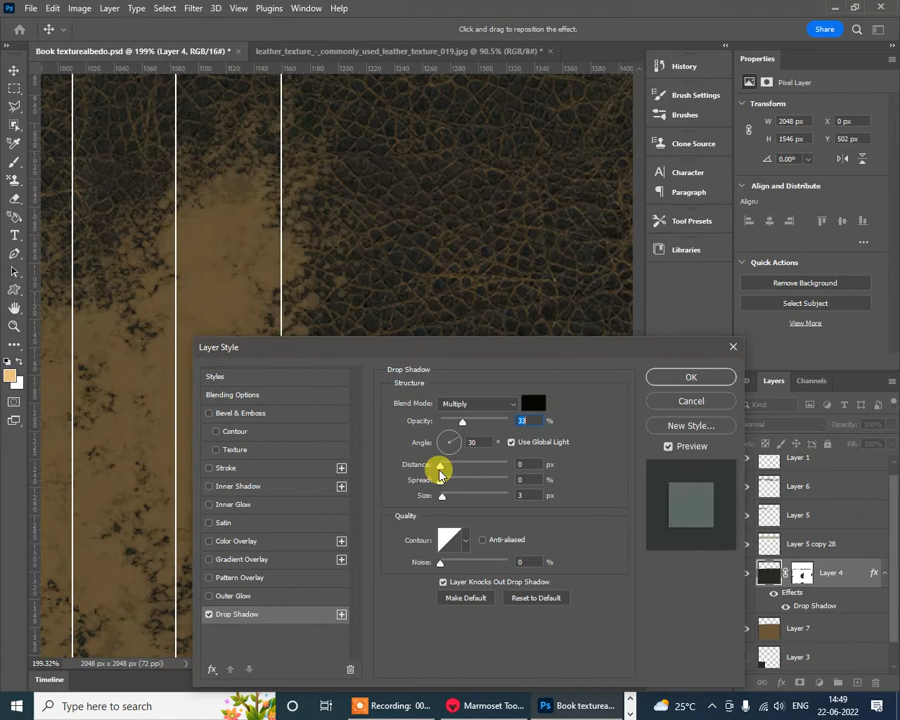 File Edit Image Layer Type Select Filter 3D View Plugins Window Help
Click and drag to reposition the effect.
Share
Book texturealbedo.psd @ 199% (Layer 4, RGB/16#) *
leather_texture_-_commonly_used_leather_texture_019.jpg @ 90.5% (RGB/8#) *
History
Brush Settings
Brushes
Clone Source
Character
Paragraph
Tool Presets
Libraries
Properties
Pixel Layer
Transform
W 2048 px X 0 px
H 1546 px Y 502 px
0.00°
Align and Distribute
Align:
Quick Actions
Remove Background
Select Subject
View More
Layer Style
Styles
Blending Options
Bevel & Emboss
Contour
Texture
Stroke
Inner Shadow
Inner Glow
Satin
Color Overlay
Gradient Overlay
Pattern Overlay
Outer Glow
Drop Shadow
fx
Drop Shadow
Structure
Blend Mode: Multiply
Opacity: 33 %
Angle: 30 ° Use Global Light
Distance: 0 px
Spread: 0 %
Size: 3 px
Quality
Contour: Anti-aliased
Noise: 0 %
Layer Knocks Out Drop Shadow
Make Default Reset to Default
OK
Cancel
New Style...
Preview
Layers Channels
Kind
Opacity: 100%
Layer 1
Layer 6
Layer 5
Layer 5 copy 28
Layer 4 fx
Effects
Drop Shadow
Layer 7
Layer 3
199.32% 2048 px x 2048 px (72 ppi)
Timeline
Recording: 00...
Marmoset Too...
Book texturea...
25°C
14:49
22-06-2022